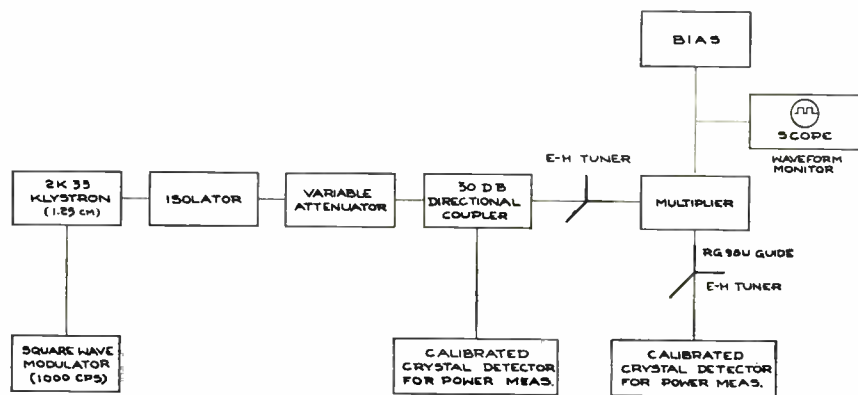 BIAS
SCOPE
WAVEFORM
MONITOR
E-H TUNER
2K 33
KLYSTRON
(1.25 CM)
ISOLATOR
VARIABLE
ATTENUATOR
30 DB
DIRECTIONAL
COUPLER
MULTIPLIER
RG 98U GUIDE
E-H TUNER
SQUARE WAVE
MODULATOR
(1000 CPS)
CALIBRATED
CRYSTAL DETECTOR
FOR POWER MEAS.
CALIBRATED
CRYSTAL DETECTOR
FOR POWER MEAS.